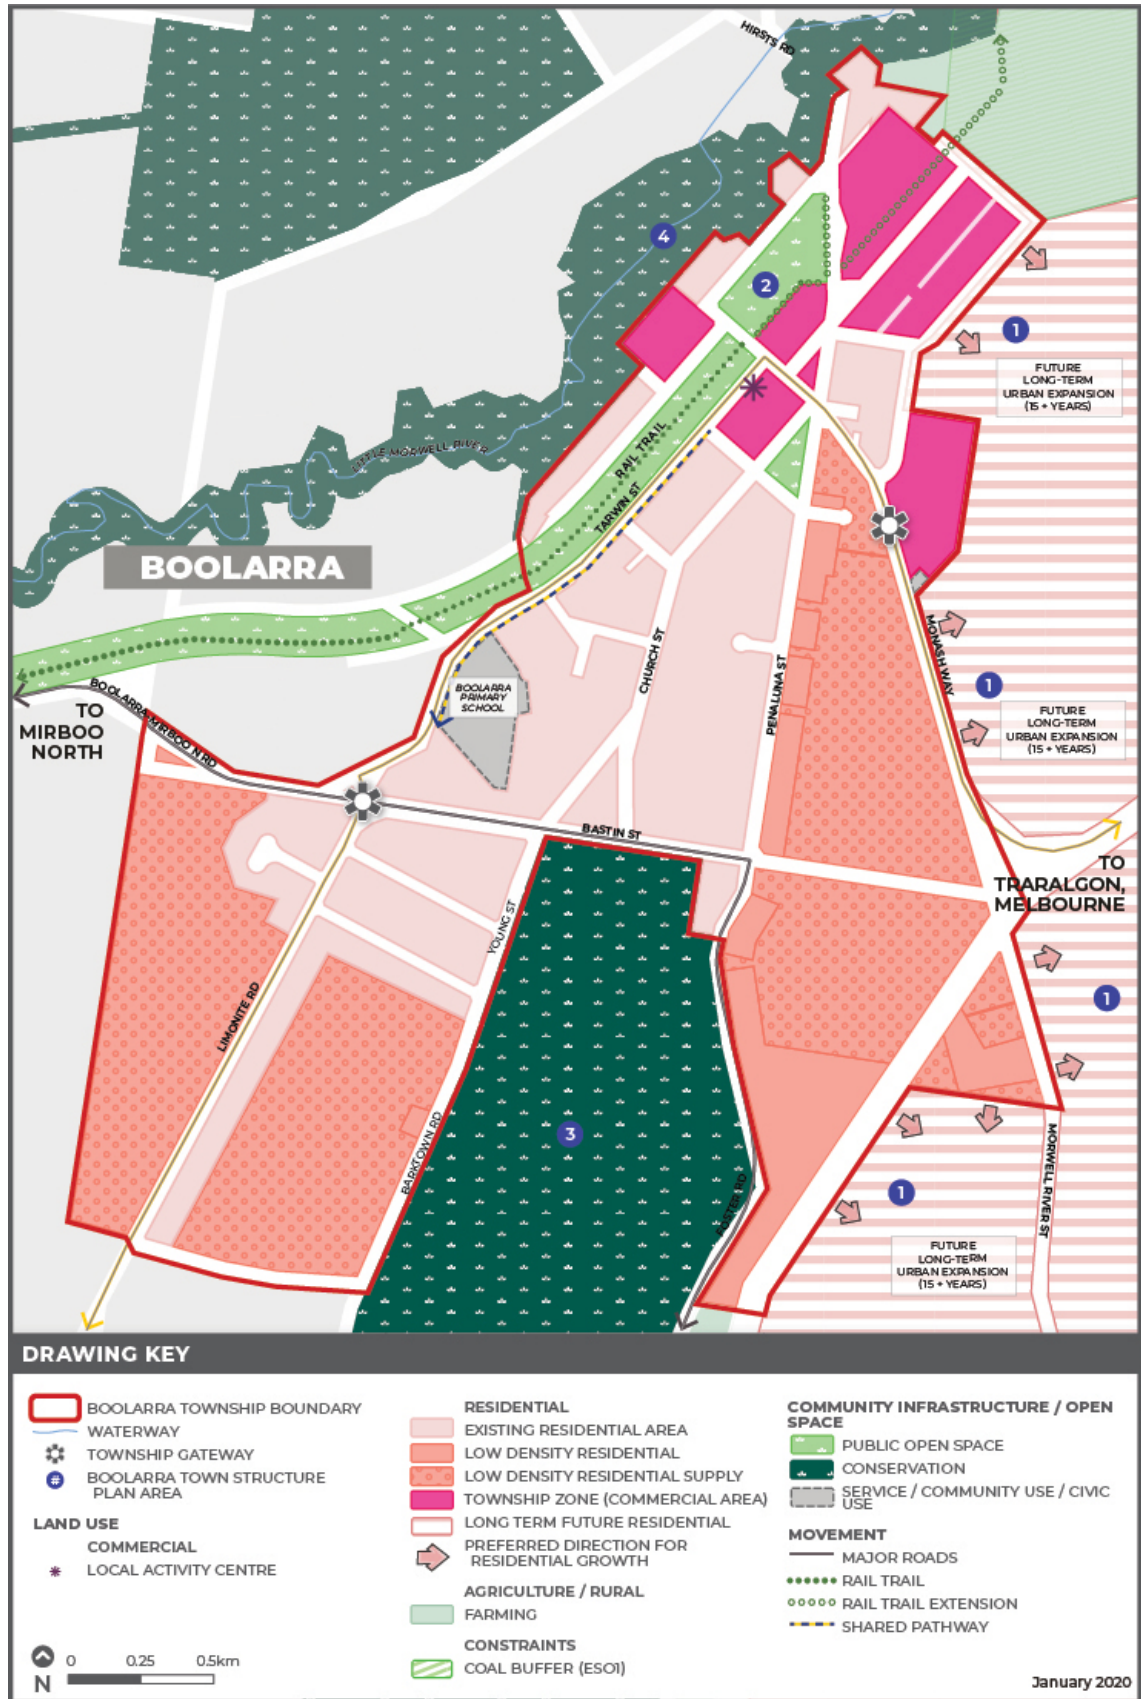 HIRSTS RD
4
2
1
FUTURE
LONG-TERM
URBAN EXPANSION
(15 + YEARS)
RAIL TRAIL
LITTLE MORWELL RIVER
TARWIN ST
BOOLARRA
CHURCH ST
MONASH WAY
PENALUNA ST
BOOLARRA
PRIMARY
SCHOOL
1
BOOLARRA-MIRBOO N RD
TO
MIRBOO
NORTH
FUTURE
LONG-TERM
URBAN EXPANSION
(15 + YEARS)
BASTIN ST
TO
TRARALGON,
MELBOURNE
YOUNG ST
LIMONITE RD
1
3
DARKTOWN RD
FOSTER RD
MORWELL RIVER ST
1
FUTURE
LONG-TERM
URBAN EXPANSION
(15 + YEARS)
DRAWING KEY
BOOLARRA TOWNSHIP BOUNDARY
WATERWAY
TOWNSHIP GATEWAY
# BOOLARRA TOWN STRUCTURE
PLAN AREA
LAND USE
COMMERCIAL
LOCAL ACTIVITY CENTRE
N
0 0.25 0.5km
RESIDENTIAL
EXISTING RESIDENTIAL AREA
LOW DENSITY RESIDENTIAL
LOW DENSITY RESIDENTIAL SUPPLY
TOWNSHIP ZONE (COMMERCIAL AREA)
LONG TERM FUTURE RESIDENTIAL
PREFERRED DIRECTION FOR
RESIDENTIAL GROWTH
AGRICULTURE / RURAL
FARMING
CONSTRAINTS
COAL BUFFER (ESO1)
COMMUNITY INFRASTRUCTURE / OPEN
SPACE
PUBLIC OPEN SPACE
CONSERVATION
SERVICE / COMMUNITY USE / CIVIC
USE
MOVEMENT
MAJOR ROADS
RAIL TRAIL
RAIL TRAIL EXTENSION
SHARED PATHWAY
January 2020